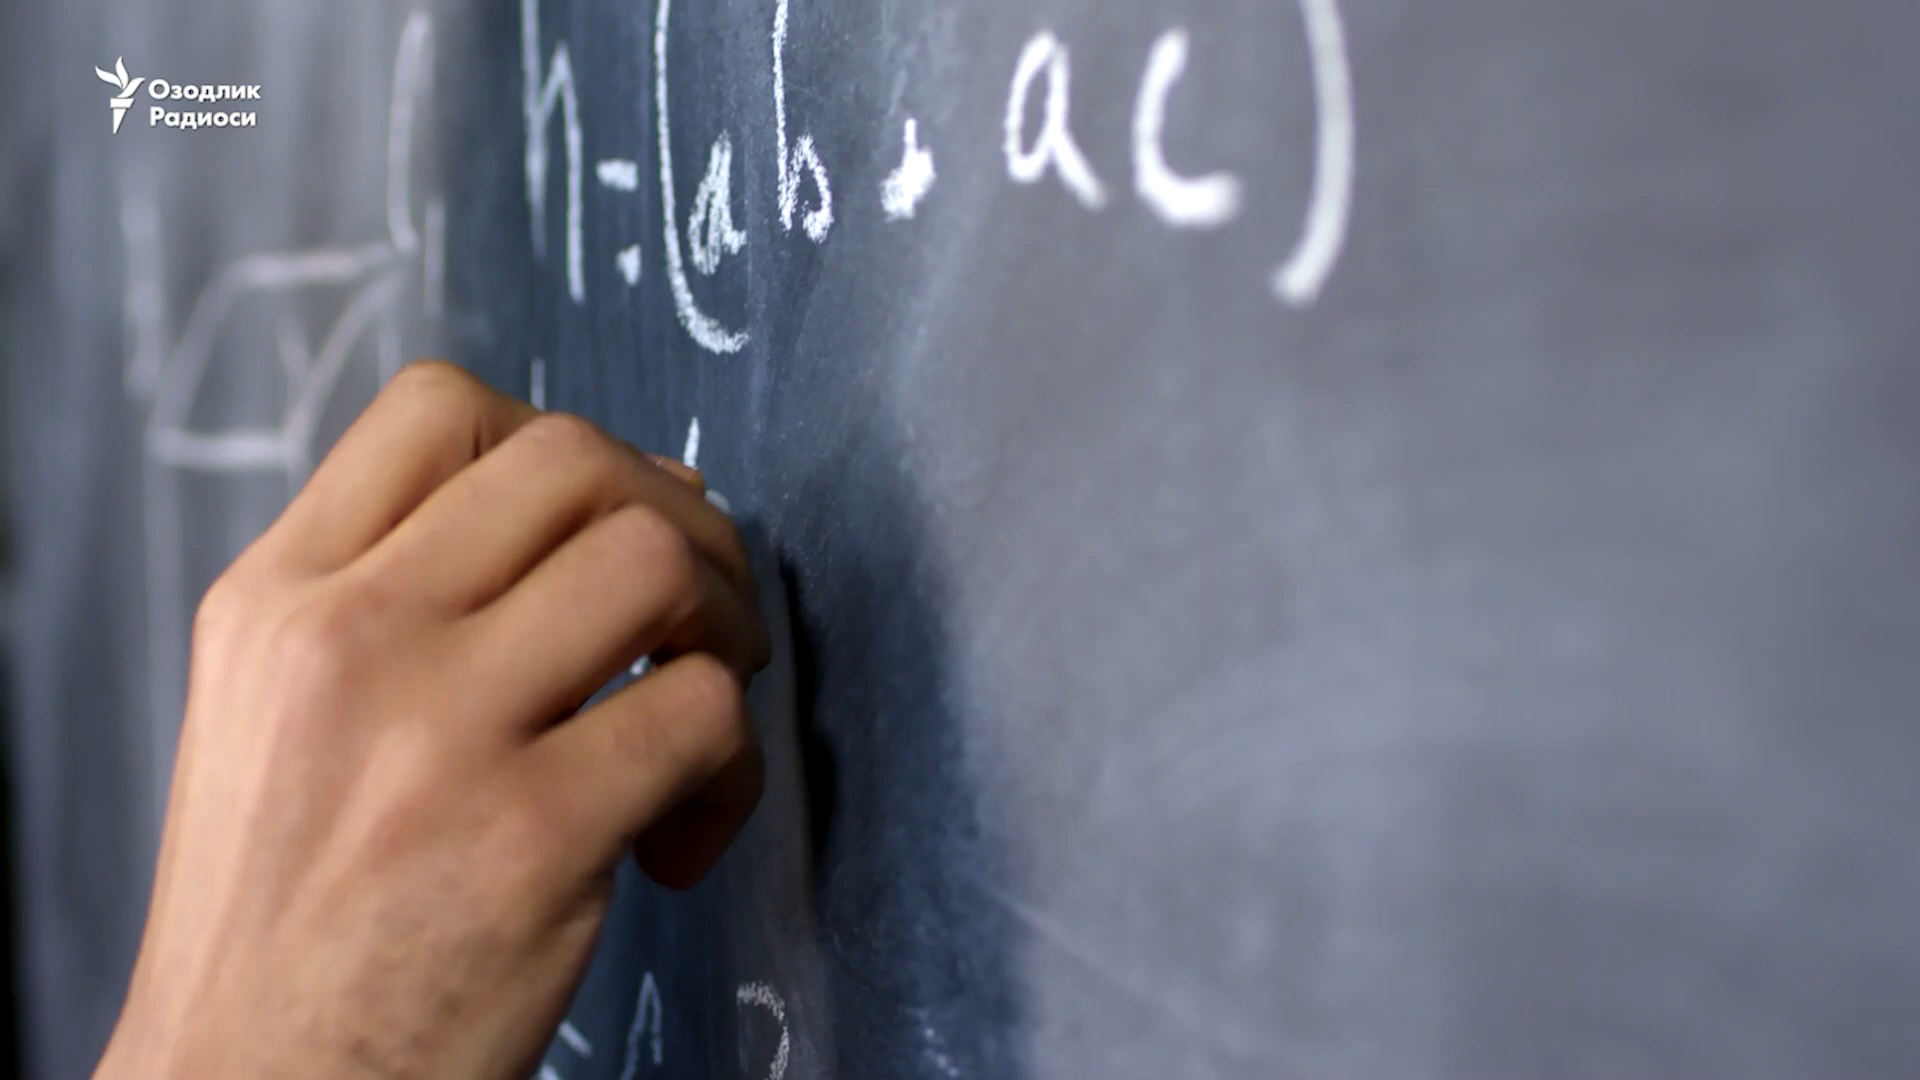 Озодлик
Радиоси
h = (ab, ac)